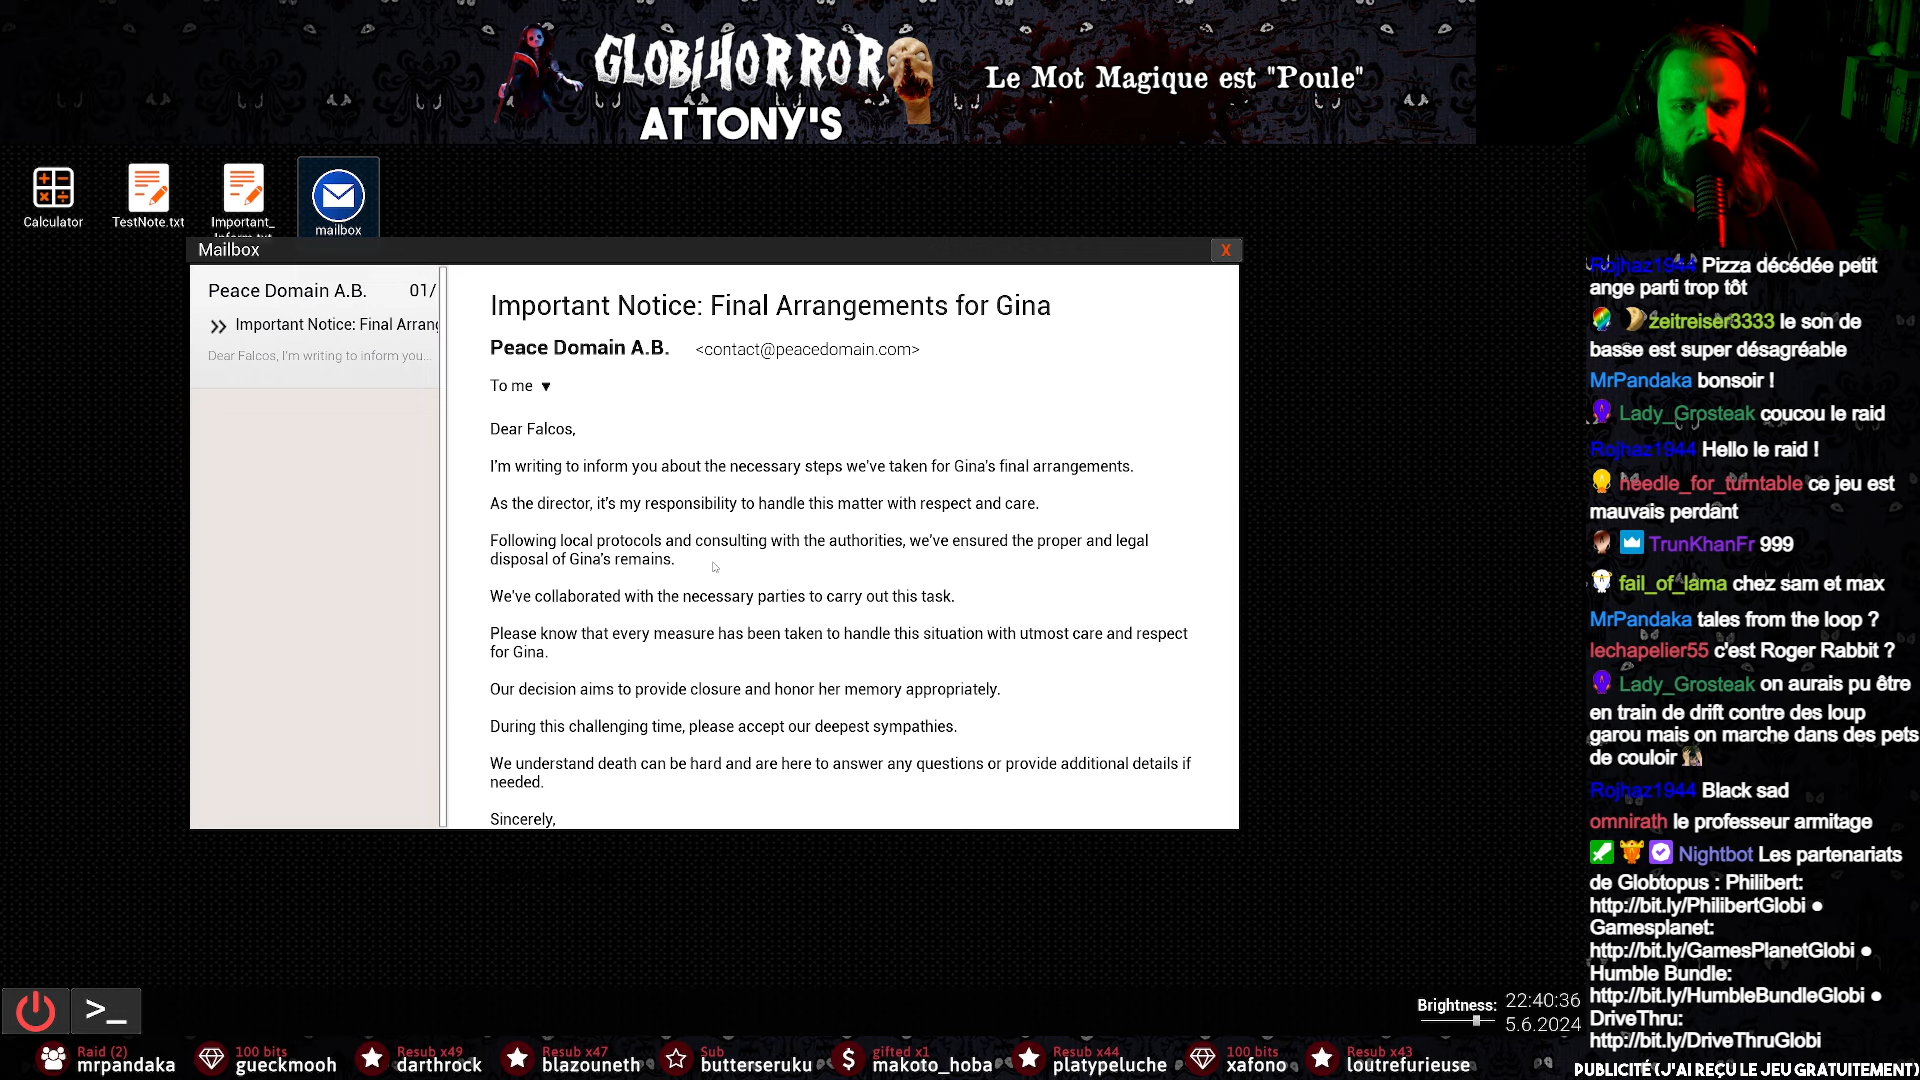 GLOBIHORROR
AT TONY'S
Le Mot Magique est "Poule"
Calculator
TestNote.txt
Important_
Inform.txt
mailbox
Mailbox
X
Peace Domain A.B. 01/
Important Notice: Final Arrang
Dear Falcos, I'm writing to inform you...
Important Notice: Final Arrangements for Gina
Peace Domain A.B. <contact@peacedomain.com>
To me ▼
Dear Falcos,
I'm writing to inform you about the necessary steps we've taken for Gina's final arrangements.
As the director, it's my responsibility to handle this matter with respect and care.
Following local protocols and consulting with the authorities, we've ensured the proper and legal
disposal of Gina's remains.
We've collaborated with the necessary parties to carry out this task.
Please know that every measure has been taken to handle this situation with utmost care and respect
for Gina.
Our decision aims to provide closure and honor her memory appropriately.
During this challenging time, please accept our deepest sympathies.
We understand death can be hard and are here to answer any questions or provide additional details if
needed.
Sincerely,
Rojhaz1944 Pizza décédée petit
ange parti trop tôt
zeitreiser3333 le son de
basse est super désagréable
MrPandaka bonsoir !
Lady_Grosteak coucou le raid
Rojhaz1944 Hello le raid !
needle_for_turntable ce jeu est
mauvais perdant
TrunKhanFr 999
fail_of_lama chez sam et max
MrPandaka tales from the loop ?
lechapelier55 c'est Roger Rabbit ?
Lady_Grosteak on aurais pu être
en train de drift contre des loup
garou mais on marche dans des pets
de couloir
Rojhaz1944 Black sad
omnirath le professeur armitage
Nightbot Les partenariats
de Globtopus : Philibert:
http://bit.ly/PhilibertGlobi ●
Gamesplanet:
http://bit.ly/GamesPlanetGlobi ●
Humble Bundle:
http://bit.ly/HumbleBundleGlobi ●
DriveThru:
http://bit.ly/DriveThruGlobi
>_
Brightness: 22:40:36
5.6.2024
Raid (2)
mrpandaka
100 bits
gueckmooh
Resub x49
darthrock
Resub x47
blazouneth
Sub
butterseruku
gifted x1
makoto_hoba
Resub x44
platypeluche
100 bits
xafono
Resub x43
loutrefurieuse
PUBLICITÉ (J'AI REÇU LE JEU GRATUITEMENT)